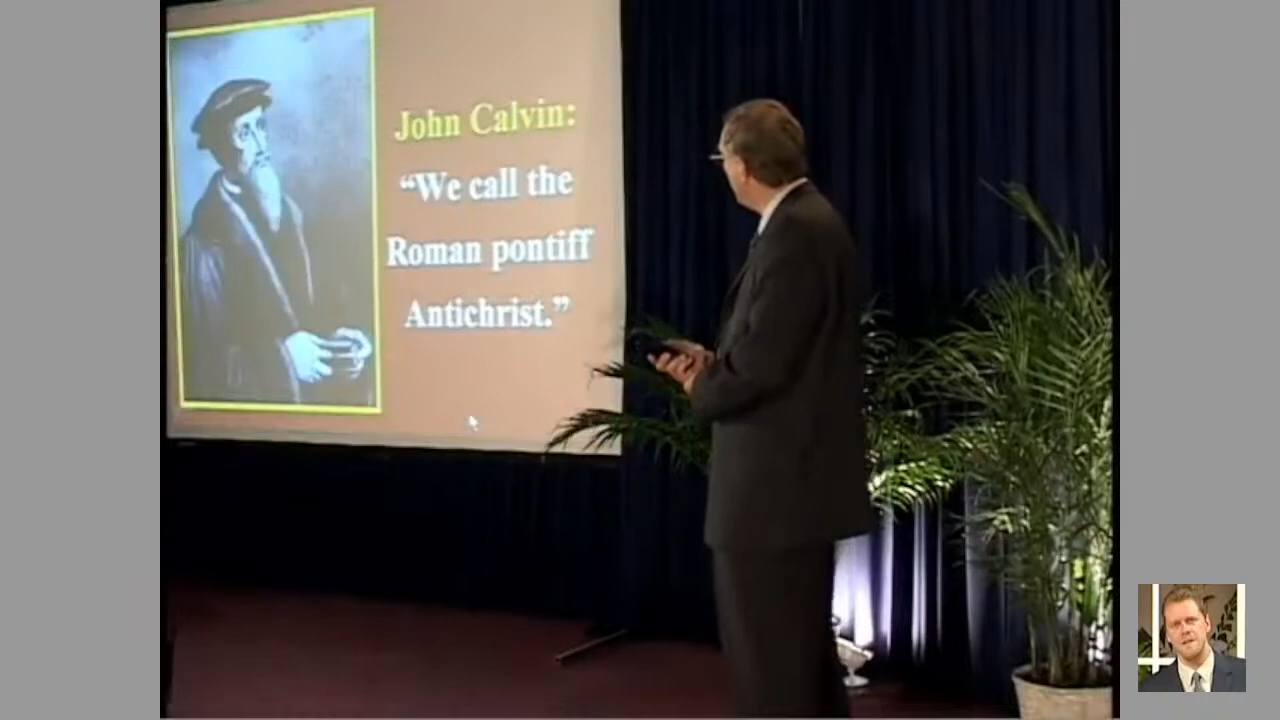 John Calvin:
“We call the
Roman pontiff
Antichrist.”